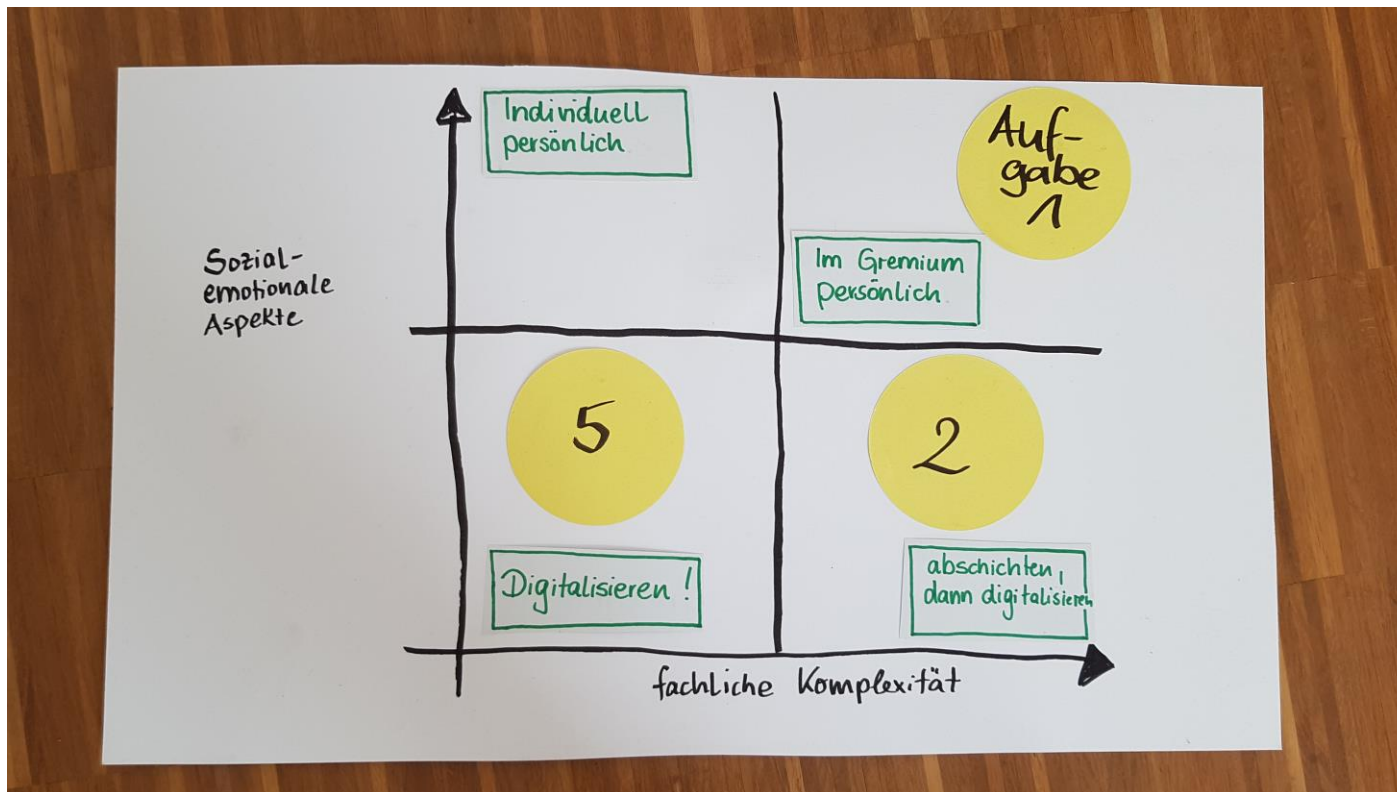 Individuell
persönlich
Auf-
gabe
1
Sozial-
emotionale
Aspekte
Im Gremium
persönlich
5
2
Digitalisieren !
abschichten,
dann digitalisieren
fachliche Komplexität